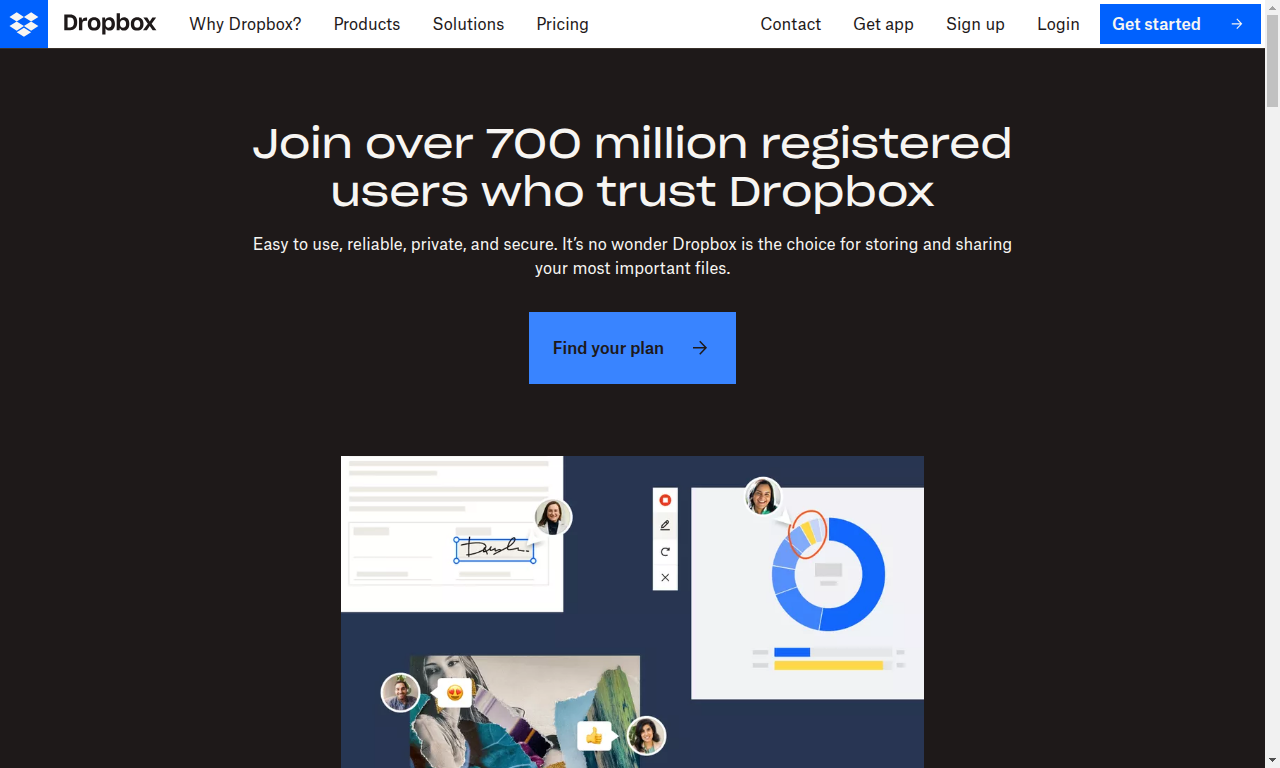 Dropbox Why Dropbox? Products Solutions Pricing Contact Get app Sign up Login Get started
Join over 700 million registered
users who trust Dropbox
Easy to use, reliable, private, and secure. It’s no wonder Dropbox is the choice for storing and sharing
your most important files.
Find your plan